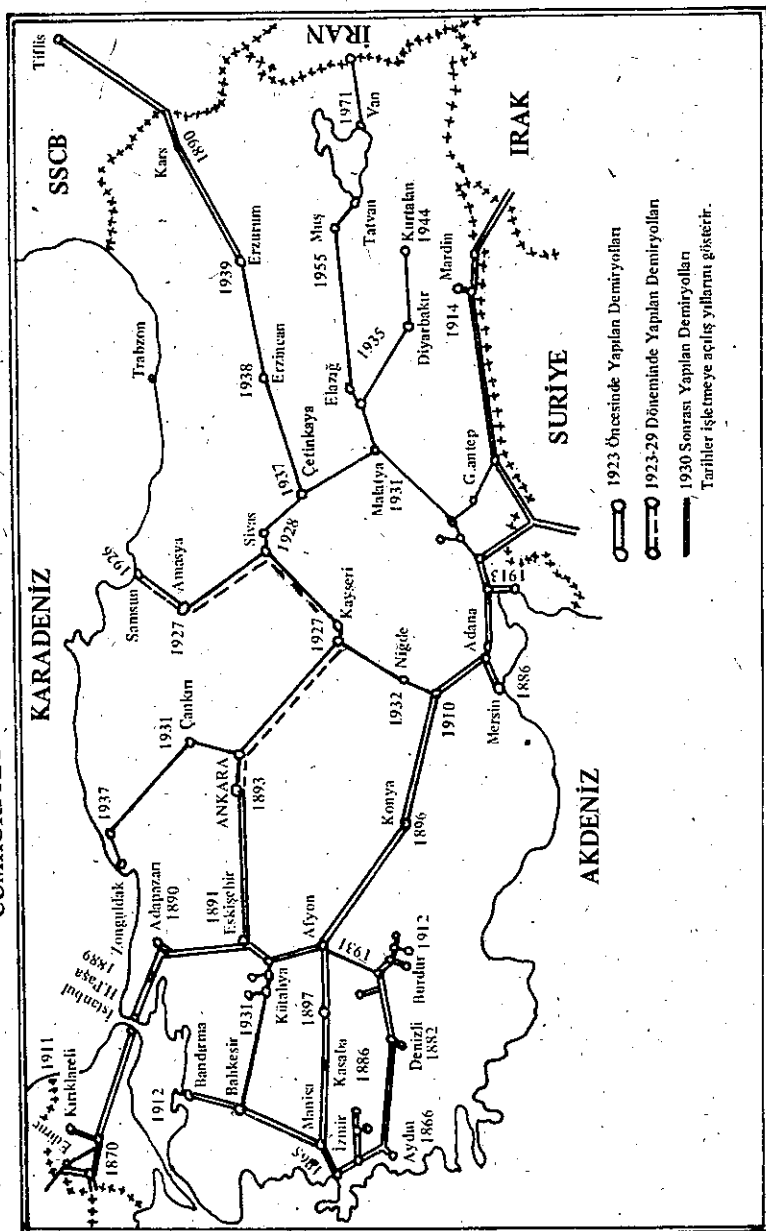 KARADENİZ
SSCB
Tiflis
İRAN
IRAK
SURİYE
AKDENİZ
1911
Kırıklareli
Edirne
1870
İstanbul
H.Paşa
1889
Adapazarı
1890
Zonguldak
1937
1931
Çankırı
ANKARA
1893
1891
Eskişehir
1912
Bandırma
Balıkesir
1931
Kütahya
Afyon
Manisa
1865
İzmir
Kasaba
1897
1886
Aydın
1866
Denizli
1882
Burdur
1912
1931
Konya
1896
1910
1932
Niğde
Kayseri
1927
Samsun
1926
Amasya
1927
Sivas
1928
Trabzon
Çetinkaya
1937
Erzincan
1938
Erzurum
1939
Kars
1890
Malatya
1931
Elazığ
1935
Diyarbakır
Kurtalan
1944
Muş
1955
Tatvan
Van
1971
Mardin
1914
G.antep
Adana
1913
Mersin
1886
1923 Öncesinde Yapılan Demiryolları
1923-29 Döneminde Yapılan Demiryolları
1930 Sonrası Yapılan Demiryolları
Tarihler işletmeye açılış yıllarını gösterir.